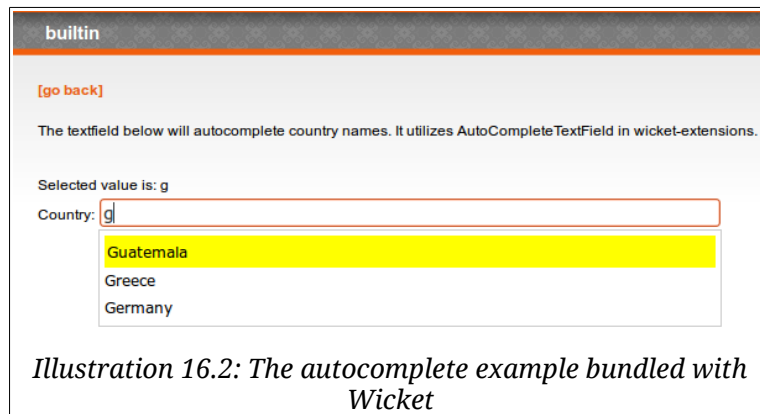 builtin
[go back]
The textfield below will autocomplete country names. It utilizes AutoCompleteTextField in wicket-extensions.
Selected value is: g
Country: g
Guatemala
Greece
Germany
Illustration 16.2: The autocomplete example bundled with
Wicket